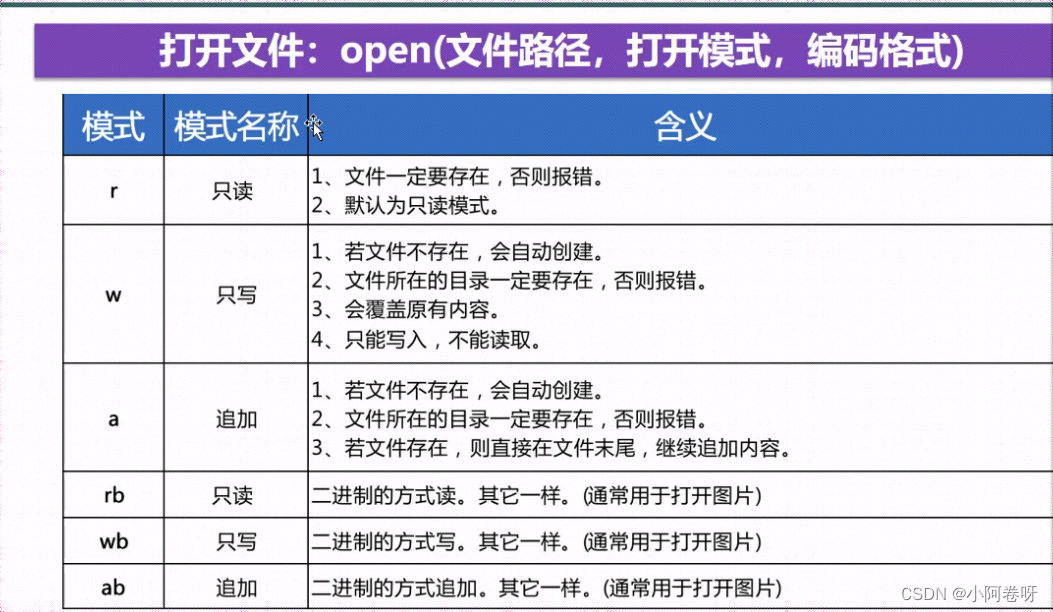 打开文件：open(文件路径，打开模式，编码格式)
模式 模式名称 含义
r 只读
1、文件一定要存在，否则报错。
2、默认为只读模式。
w 只写
1、若文件不存在，会自动创建。
2、文件所在的目录一定要存在，否则报错。
3、会覆盖原有内容。
4、只能写入，不能读取。
a 追加
1、若文件不存在，会自动创建。
2、文件所在的目录一定要存在，否则报错。
3、若文件存在，则直接在文件末尾，继续追加内容。
rb 只读 二进制的方式读。其它一样。(通常用于打开图片)
wb 只写 二进制的方式写。其它一样。(通常用于打开图片)
ab 追加 二进制的方式追加。其它一样。(通常用于打开图片)
CSDN @小阿卷呀